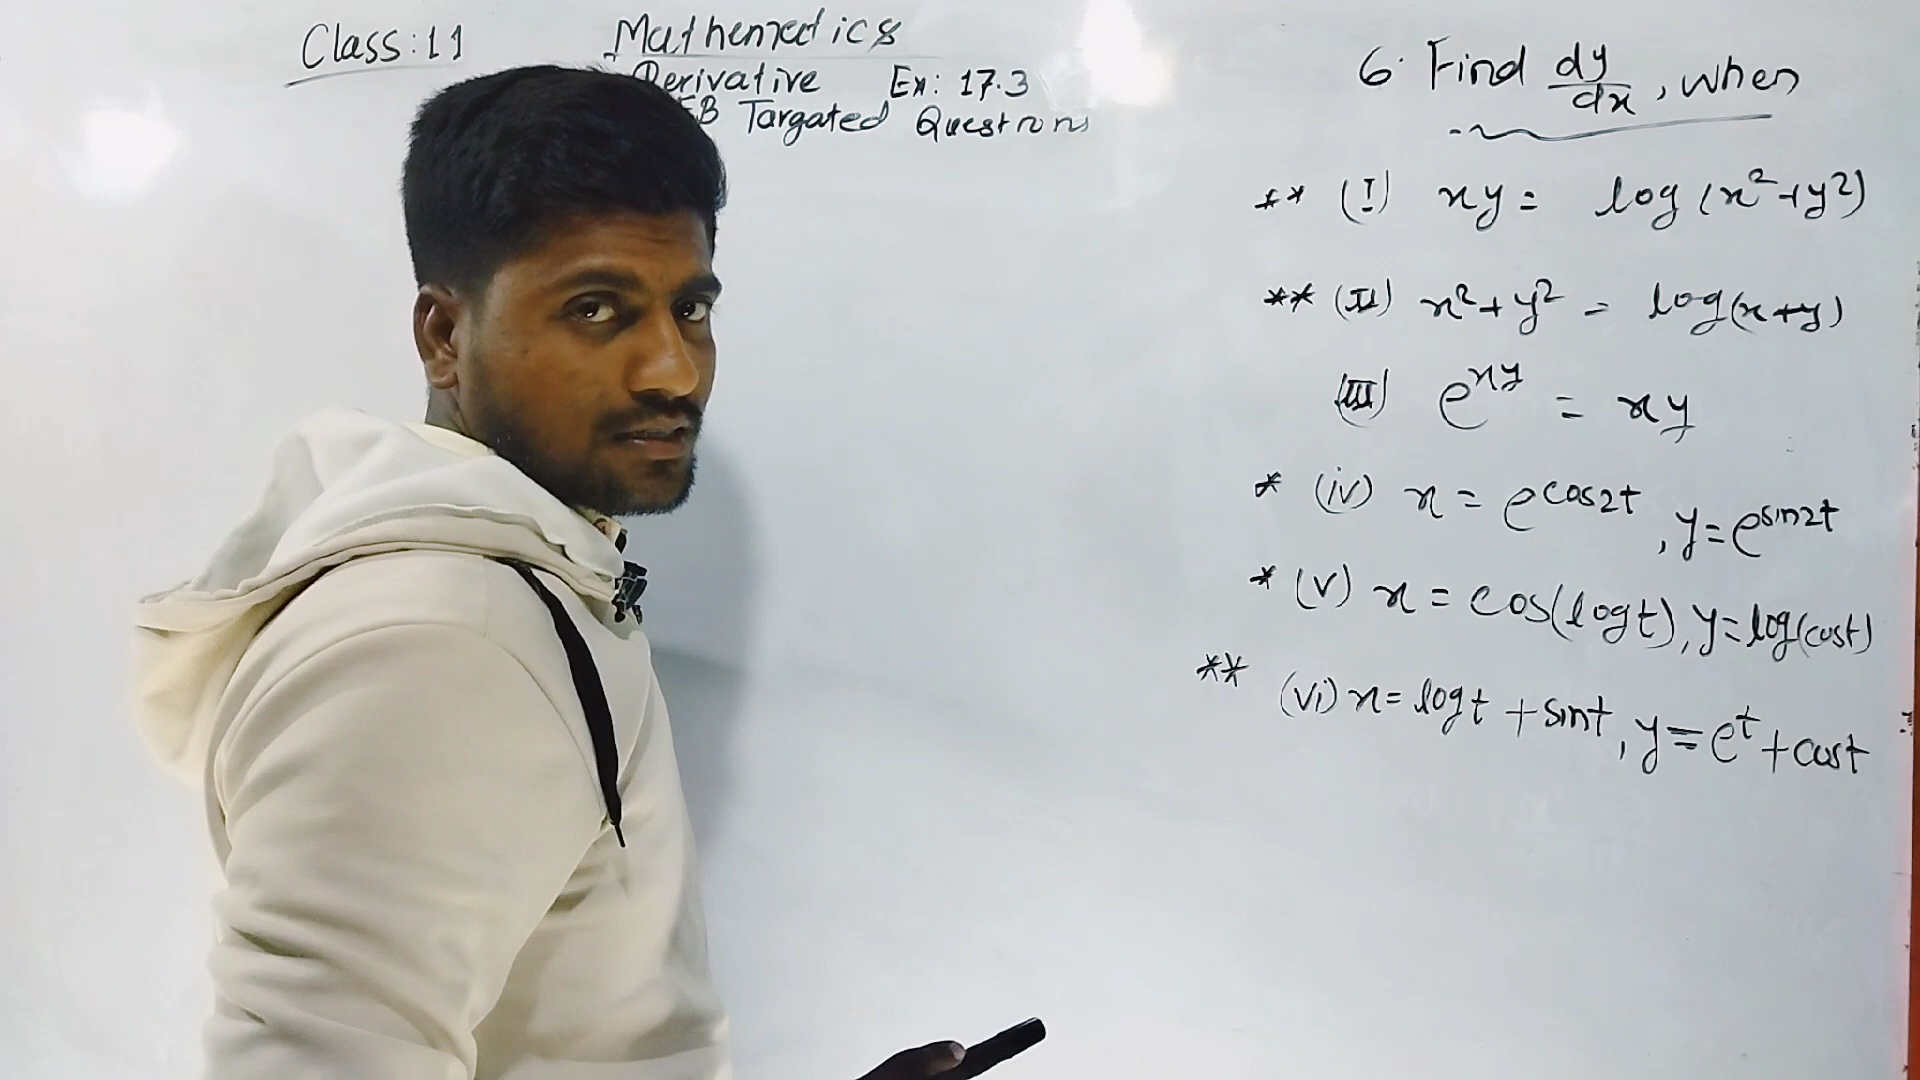 Class: 11
Mathematics
Derivative Ex: 17.3
EB Targated Questions
6. Find dy/dx, when
** (I) xy = log(x²+y²)
** (II) x²+y² = log(x+y)
(III) e^xy = xy
* (iv) x = e^cos2t, y = e^sin2t
* (v) x = cos(logt), y = log(cost)
** (vi) x = logt + sint, y = e^t + cost